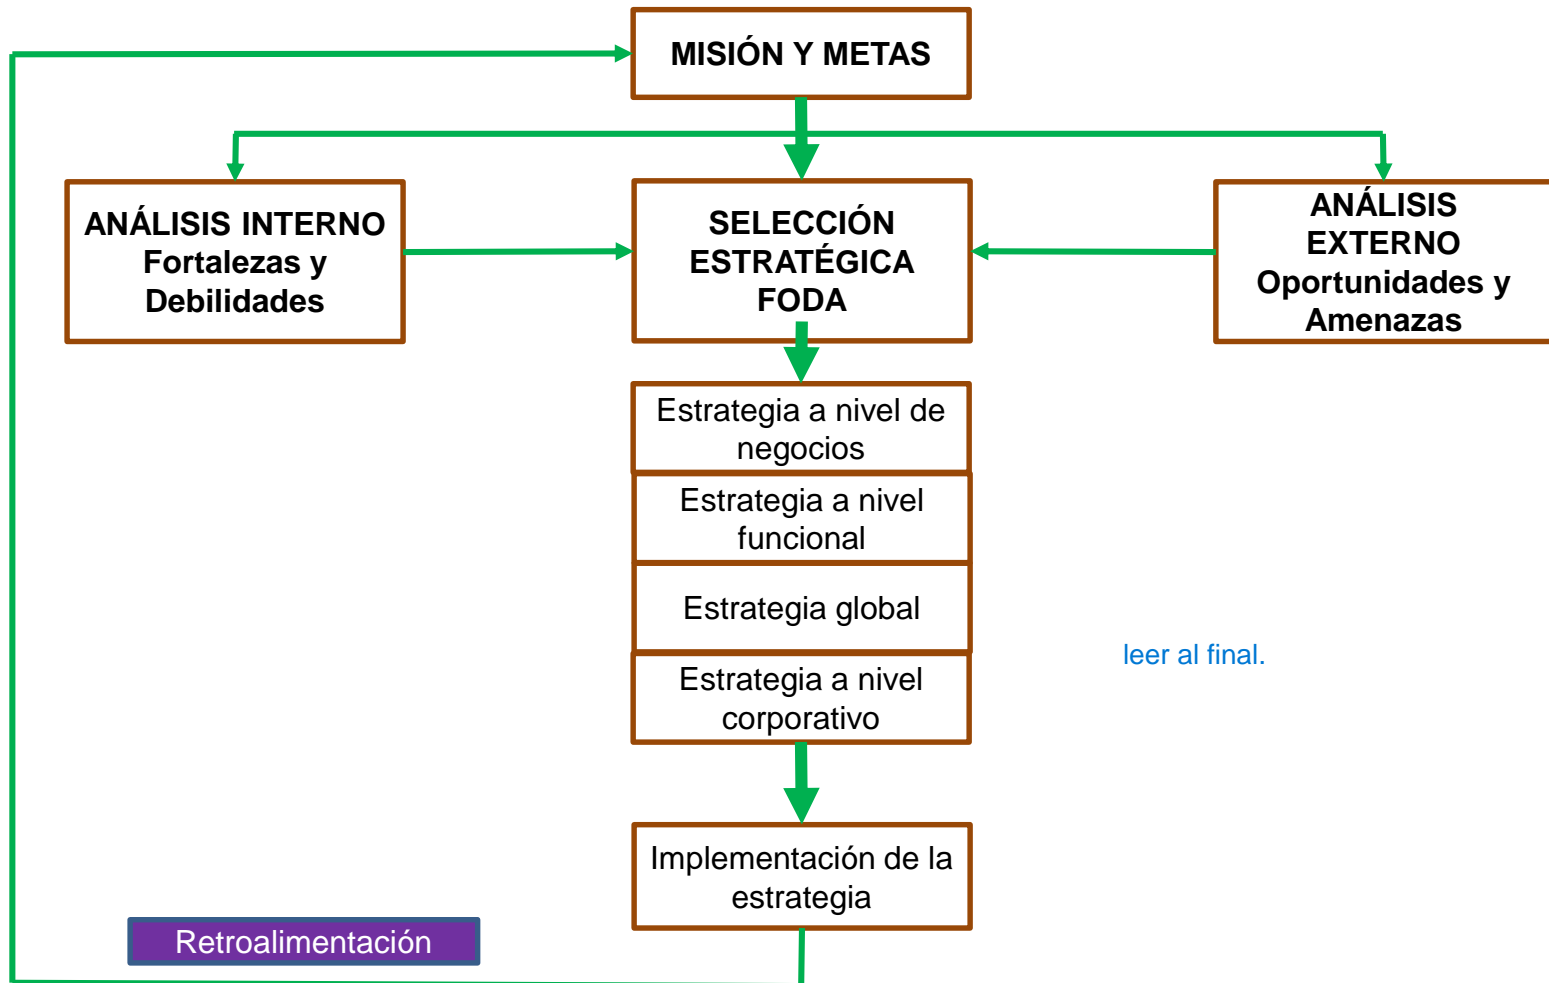 MISIÓN Y METAS
ANÁLISIS INTERNO
Fortalezas y
Debilidades
SELECCIÓN
ESTRATÉGICA
FODA
ANÁLISIS
EXTERNO
Oportunidades y
Amenazas
Estrategia a nivel de
negocios
Estrategia a nivel
funcional
Estrategia global
leer al final.
Estrategia a nivel
corporativo
Implementación de la
estrategia
Retroalimentación